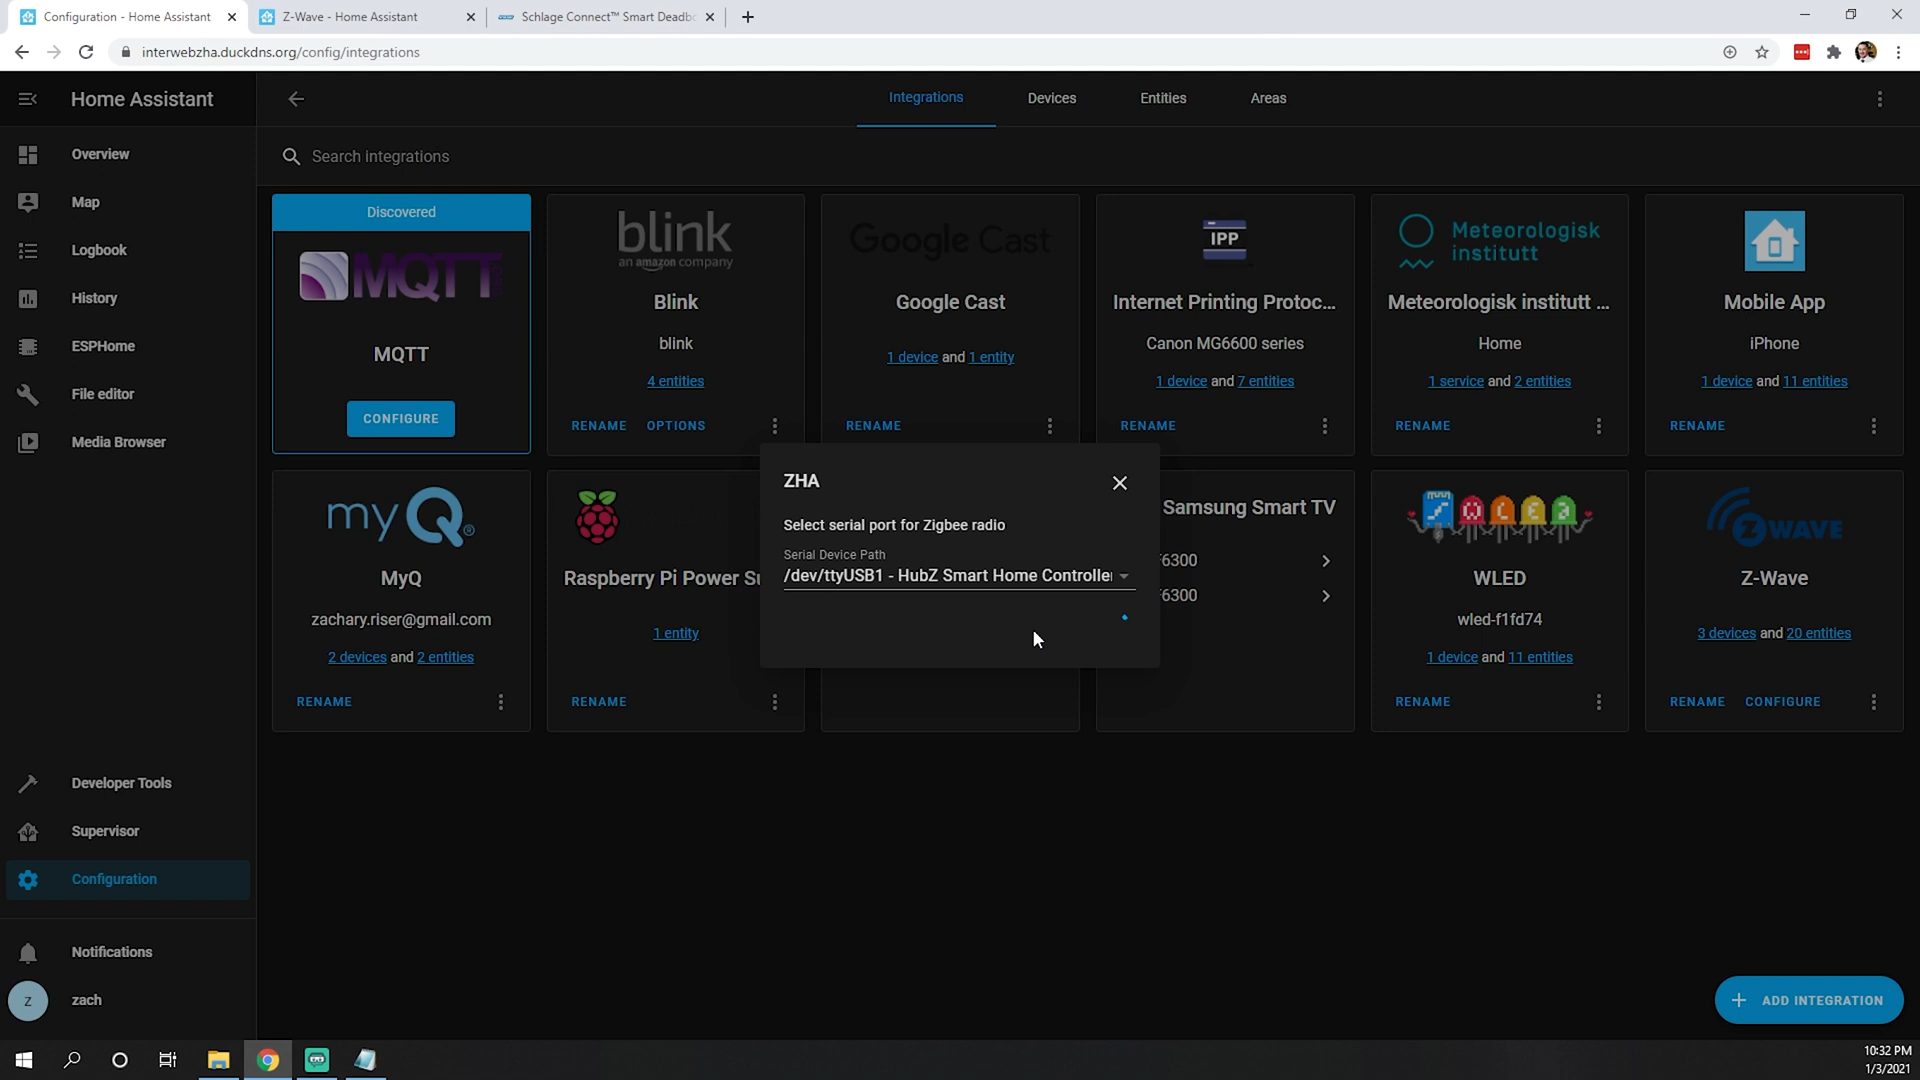 Configuration - Home Assistant
Z-Wave - Home Assistant
Schlage Connect™ Smart Deadb
interwebzha.duckdns.org/config/integrations
Home Assistant
Integrations
Devices
Entities
Areas
Overview
Map
Logbook
History
ESPHome
File editor
Media Browser
Developer Tools
Supervisor
Configuration
Notifications
Z
zach
Search integrations
Discovered
MQTT
MQTT
CONFIGURE
blink
an amazon company
Blink
blink
4 entities
RENAME
OPTIONS
Google Cast
Google Cast
1 device and 1 entity
RENAME
IPP
Internet Printing Protoc...
Canon MG6600 series
1 device and 7 entities
RENAME
Meteorologisk
institutt
Meteorologisk institutt ...
Home
1 service and 2 entities
RENAME
Mobile App
iPhone
1 device and 11 entities
RENAME
myQ
MyQ
zachary.riser@gmail.com
2 devices and 2 entities
RENAME
Raspberry Pi Power Su
1 entity
RENAME
ZHA
Select serial port for Zigbee radio
Serial Device Path
/dev/ttyUSB1 - HubZ Smart Home Controller
Samsung Smart TV
F6300
F6300
WLED
WLED
wled-f1fd74
1 device and 11 entities
RENAME
Z WAVE
Z-Wave
3 devices and 20 entities
RENAME
CONFIGURE
ADD INTEGRATION
10:32 PM
1/3/2021